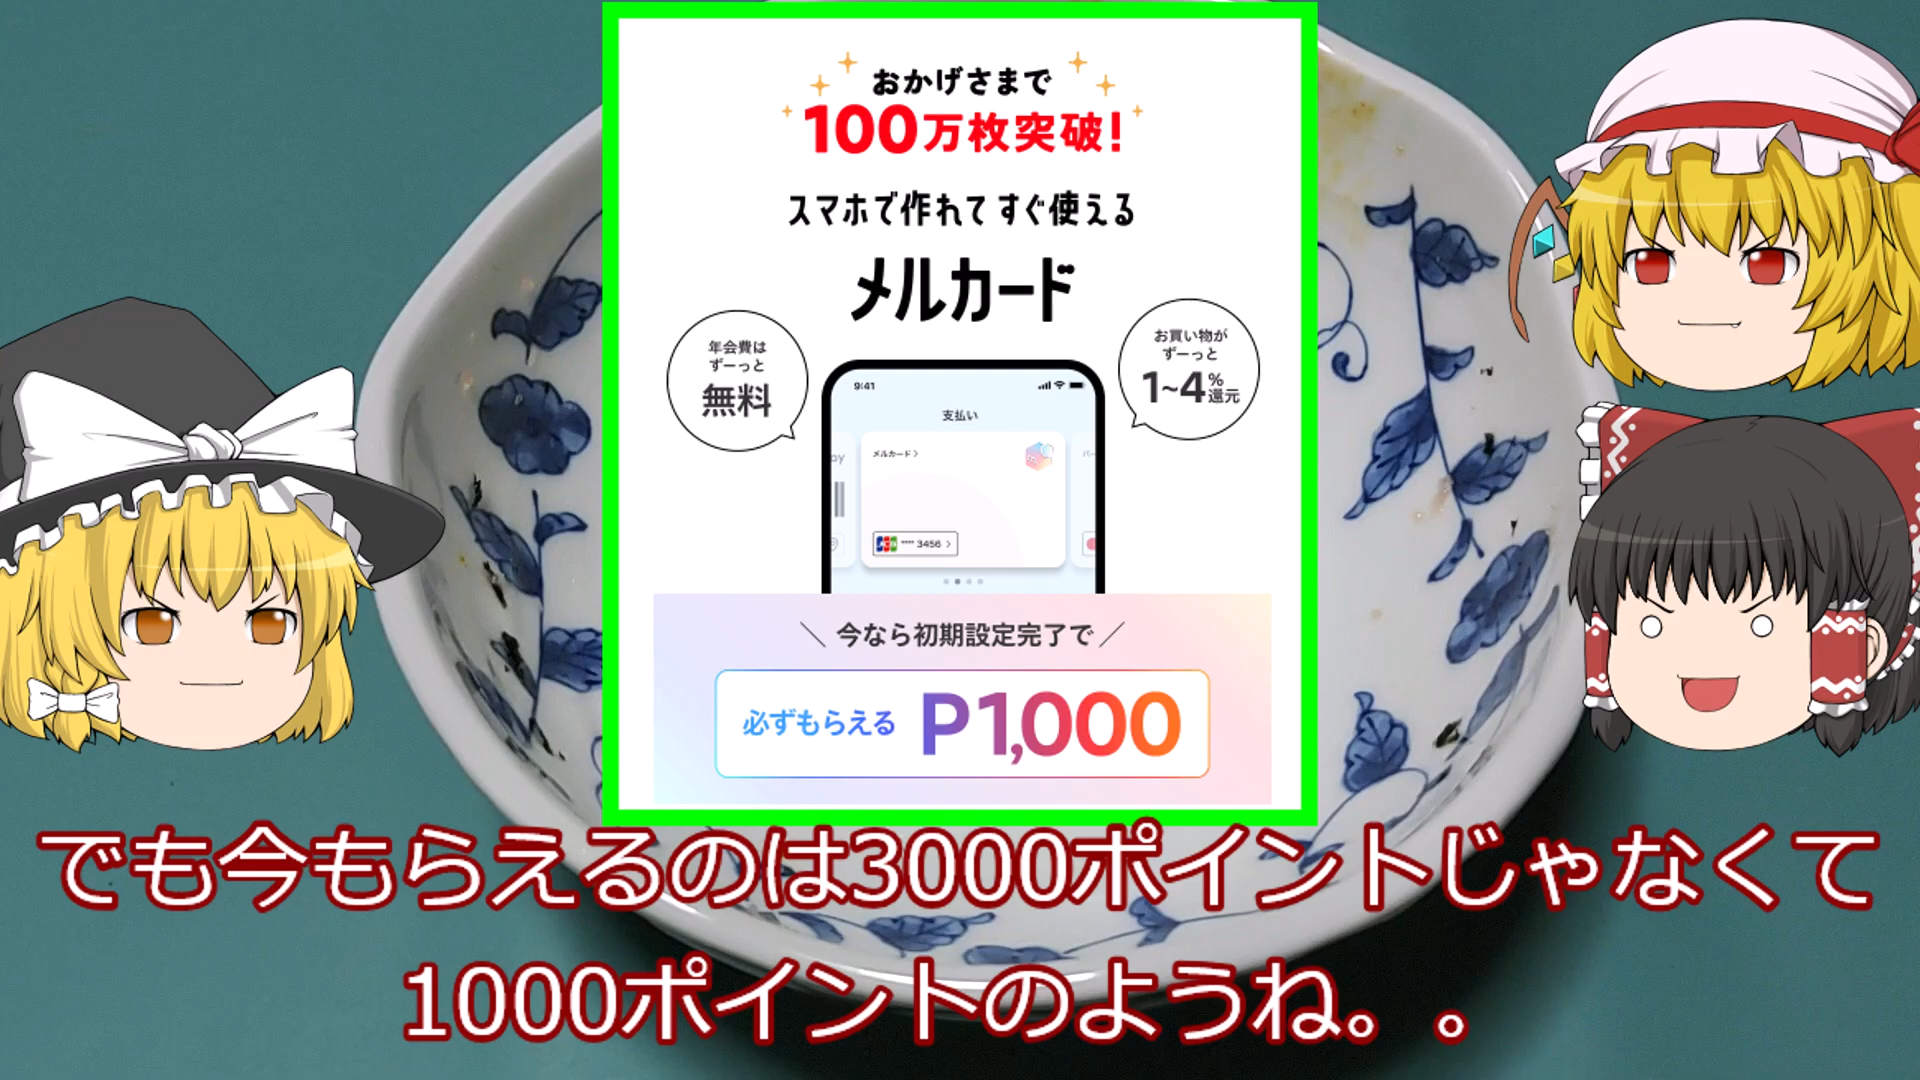 おかげさまで
100万枚突破!
スマホで作れて すぐ使える
メルカード
年会費は
ずーっと
無料
お買い物が
ずーっと
1~4%
還元
9:41
支払い
ay
メルカード
JCB **** 3456
今なら初期設定完了で
必ずもらえる P1,000
でも今もらえるのは3000ポイントじゃなくて
1000ポイントのようね。。